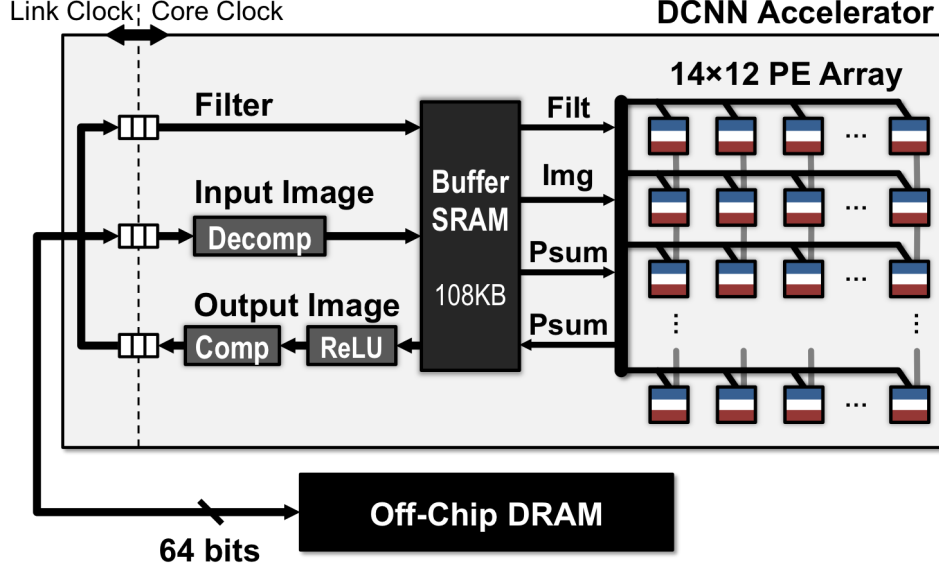 Link Clock Core Clock
DCNN Accelerator
14×12 PE Array
Filter
Input Image
Decomp
Output Image
Comp
ReLU
Buffer
SRAM
108KB
Filt
Img
Psum
Psum
...
...
...
...
...
...
Off-Chip DRAM
64 bits